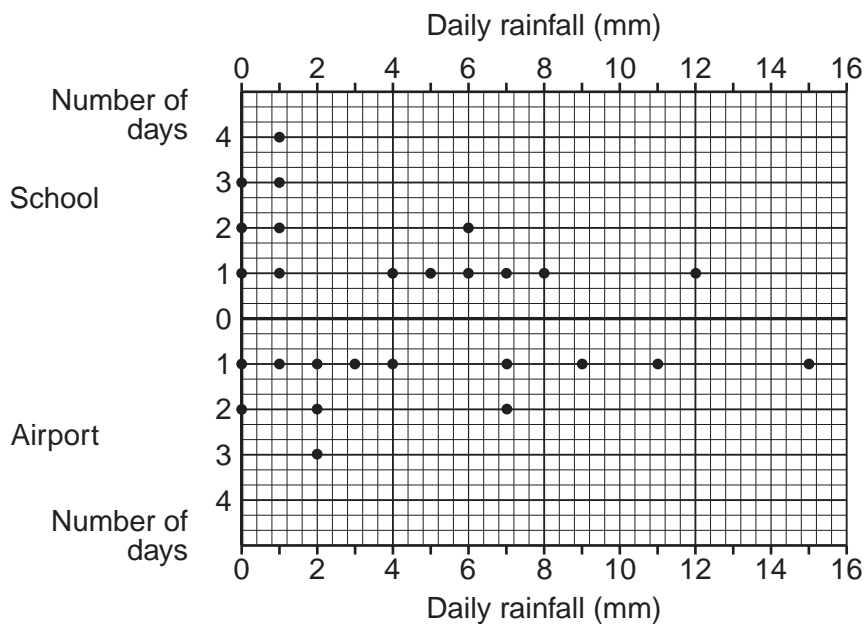 Daily rainfall (mm)
0 2 4 6 8 10 12 14 16
Number of
days
4
3
School
2
1
0
1
2
Airport
3
4
Number of
days
0 2 4 6 8 10 12 14 16
Daily rainfall (mm)